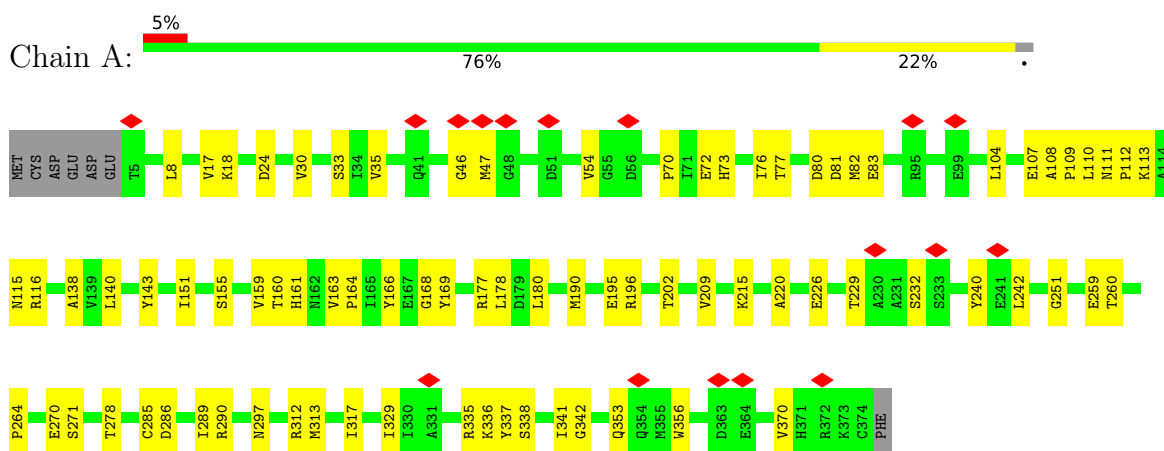 5%
Chain A:
76% 22% •
MET CYS ASP GLU ASP GLU T5 L8 V17 K18 D24 V30 S33 I34 V35 Q41 G46 M47 G48 D51 V54 G55 D56 P70 I71 E72 H73 I76 T77 D80 D81 M82 E83 R95 E99 L104 E107 A108 P109 L110 N111 P112 K113 A114
N115 R116 A138 V139 L140 Y143 I151 S155 V159 T160 H161 N162 V163 P164 I165 Y166 E167 G168 Y169 R177 L178 D179 L180 M190 E195 R196 T202 V209 K215 A220 E226 T229 A230 A231 S232 S233 Y240 E241 L242 G251 E259 T260
P264 E270 S271 T278 C285 D286 I289 R290 N297 R312 M313 I317 I329 I330 A331 R335 K336 Y337 S338 I341 G342 Q353 Q354 M355 W356 D363 E364 V370 H371 R372 K373 C374 PHE